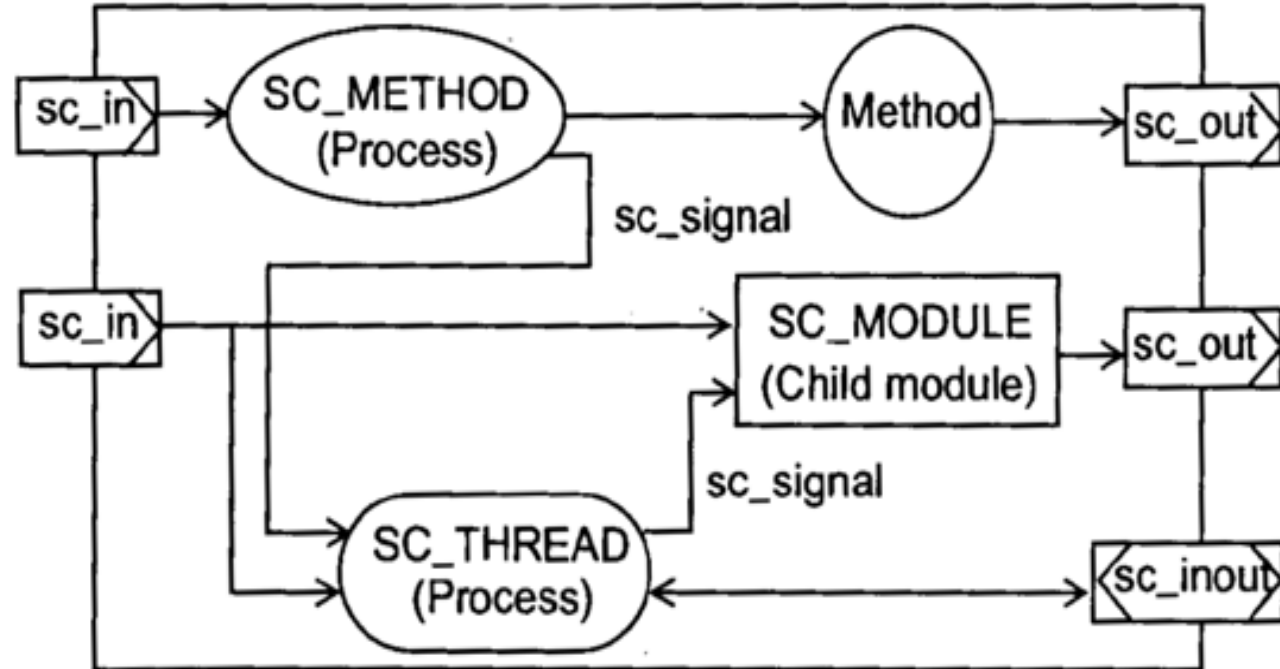 sc_in
SC_METHOD
(Process)
Method
sc_out
sc_signal
sc_in
SC_MODULE
(Child module)
sc_out
sc_signal
SC_THREAD
(Process)
sc_inout